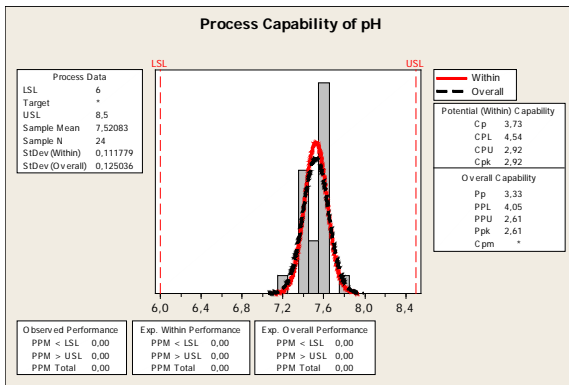 Process Capability of pH
LSL
USL
Process Data
LSL 6
Target *
USL 8,5
Sample Mean 7,52083
Sample N 24
StDev(Within) 0,111779
StDev(Overall) 0,125036
Within
Overall
Potential (Within) Capability
Cp 3,73
CPL 4,54
CPU 2,92
Cpk 2,92
Overall Capability
Pp 3,33
PPL 4,05
PPU 2,61
Ppk 2,61
Cpm *
6,0 6,4 6,8 7,2 7,6 8,0 8,4
Observed Performance
PPM < LSL 0,00
PPM > USL 0,00
PPM Total 0,00
Exp. Within Performance
PPM < LSL 0,00
PPM > USL 0,00
PPM Total 0,00
Exp. Overall Performance
PPM < LSL 0,00
PPM > USL 0,00
PPM Total 0,00